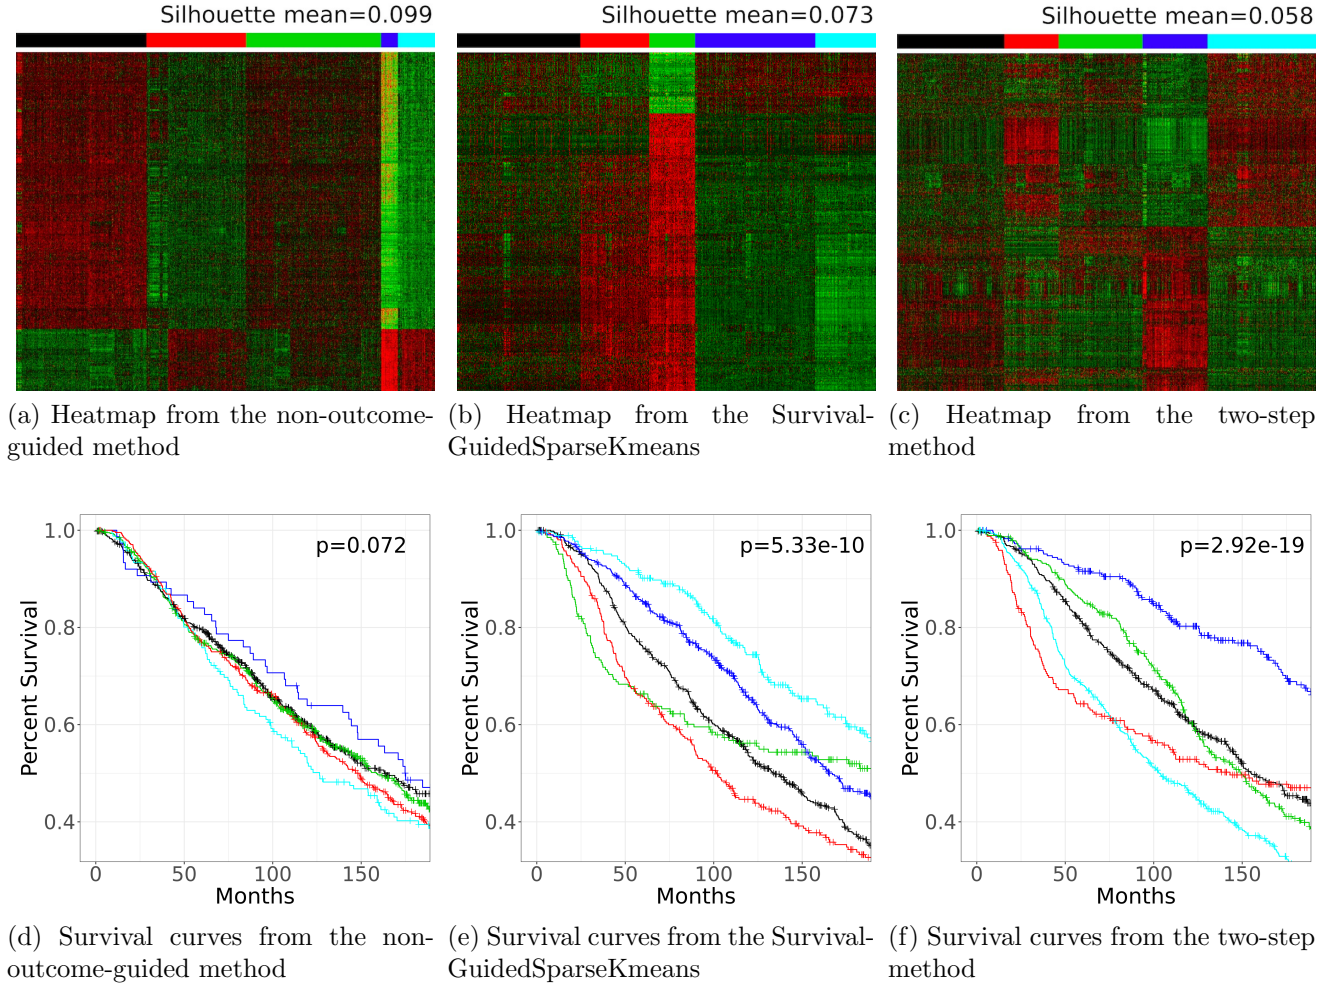 Silhouette mean=0.099
Silhouette mean=0.073
Silhouette mean=0.058
(a) Heatmap from the non-outcome-
guided method
(b) Heatmap from the Survival-
GuidedSparseKmeans
(c) Heatmap from the two-step
method
1.0
0.8
0.6
0.4
Percent Survival
p=0.072
0 50 100 150
Months
1.0
0.8
0.6
0.4
Percent Survival
p=5.33e-10
0 50 100 150
Months
1.0
0.8
0.6
0.4
Percent Survival
p=2.92e-19
0 50 100 150
Months
(d) Survival curves from the non-
outcome-guided method
(e) Survival curves from the Survival-
GuidedSparseKmeans
(f) Survival curves from the two-step
method